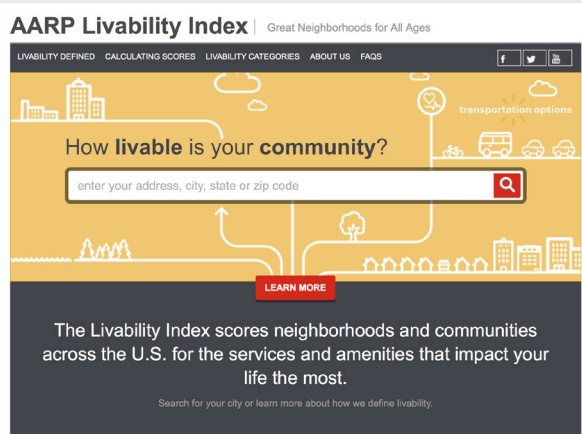 AARP Livability Index | Great Neighborhoods for All Ages
LIVABILITY DEFINED CALCULATING SCORES LIVABILITY CATEGORIES ABOUT US FAQS
transportation options
How livable is your community?
enter your address, city, state or zip code
LEARN MORE
The Livability Index scores neighborhoods and communities
across the U.S. for the services and amenities that impact your
life the most.
Search for your city or learn more about how we define livability.